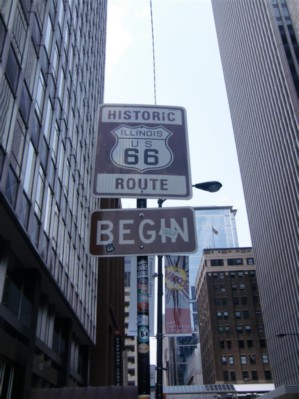 HISTORIC
ILLINOIS
US
66
ROUTE
BEGIN